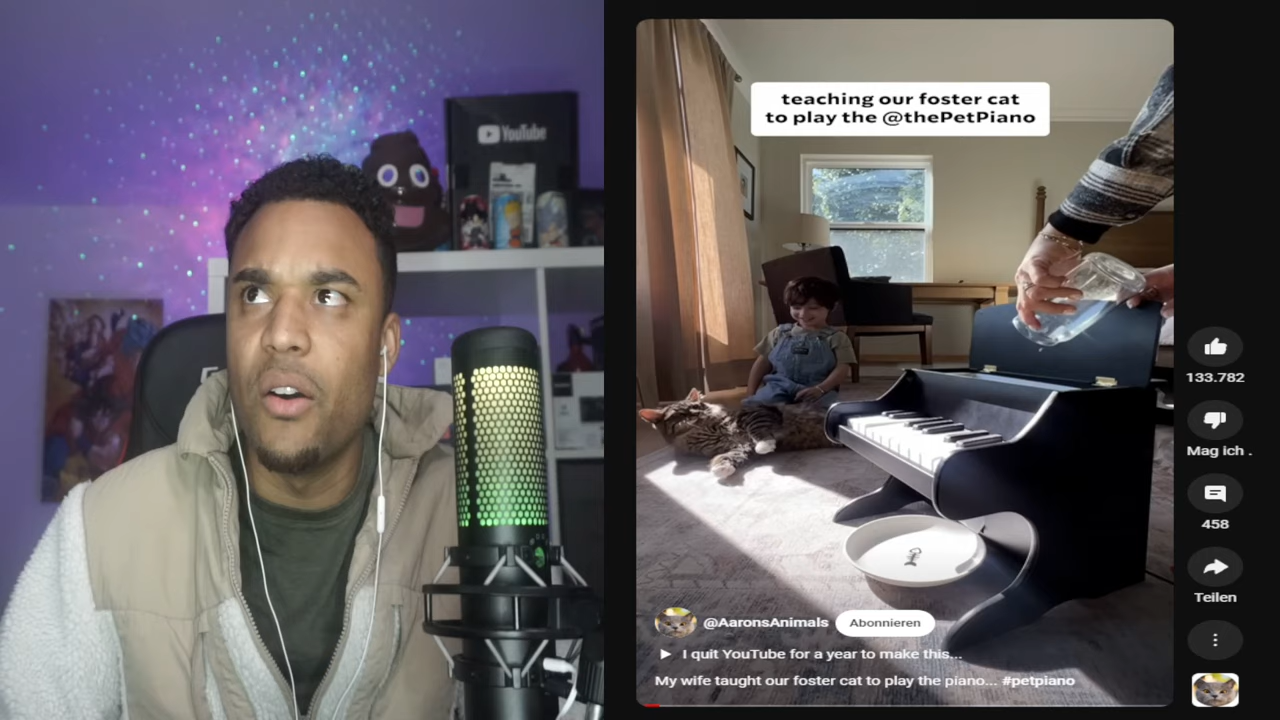 YouTube
teaching our foster cat
to play the @thePetPiano
133.782
Mag ich .
458
Teilen
@AaronsAnimals
Abonnieren
I quit YouTube for a year to make this...
My wife taught our foster cat to play the piano... #petpiano